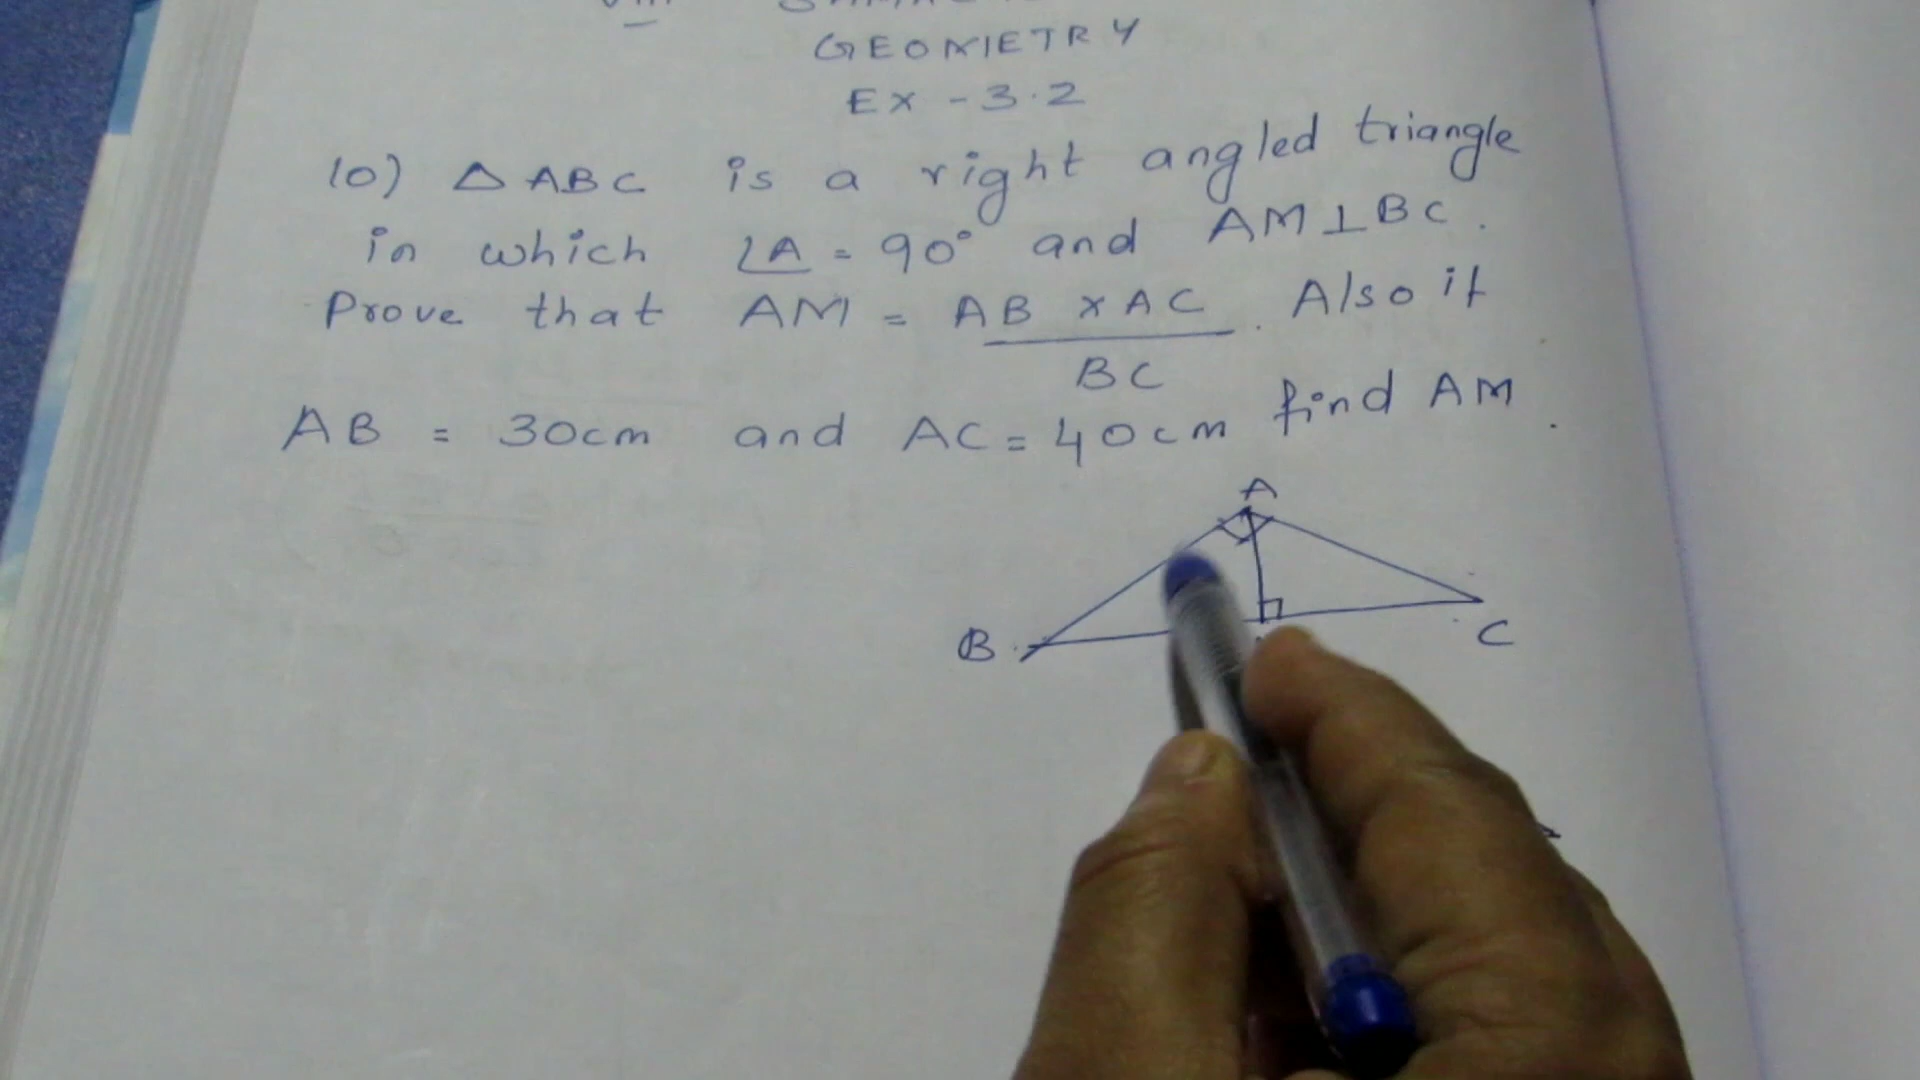 GEOMETRY
EX - 3.2
10) △ ABC is a right angled triangle
in which ∠A = 90° and AM ⊥ BC.
Prove that AM = AB × AC / BC. Also if
AB = 30cm and AC = 40cm find AM.
A
B
C